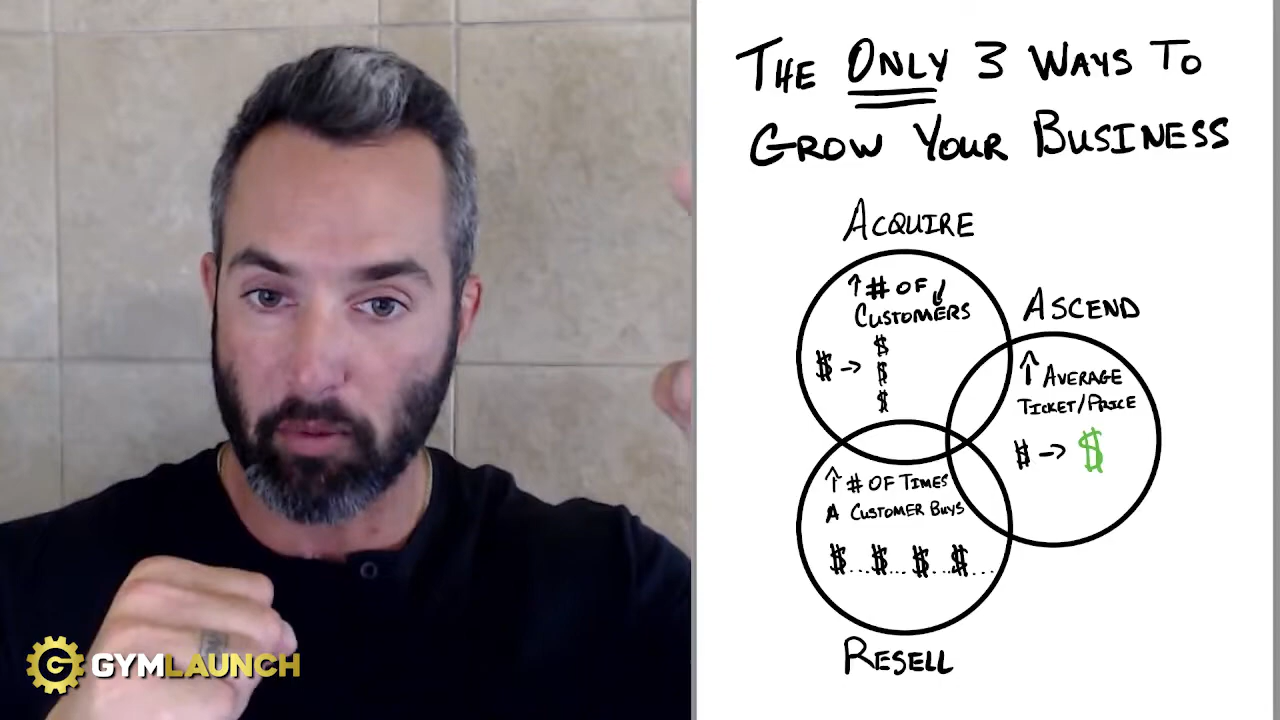 THE ONLY 3 WAYS TO
GROW YOUR BUSINESS
ACQUIRE
↑ # OF
CUSTOMERS
$ → $
$
$
ASCEND
↑ AVERAGE
TICKET/PRICE
$ → $
↑ # OF TIMES
A CUSTOMER BUYS
$...$...$...$...
RESELL
G GYMLAUNCH